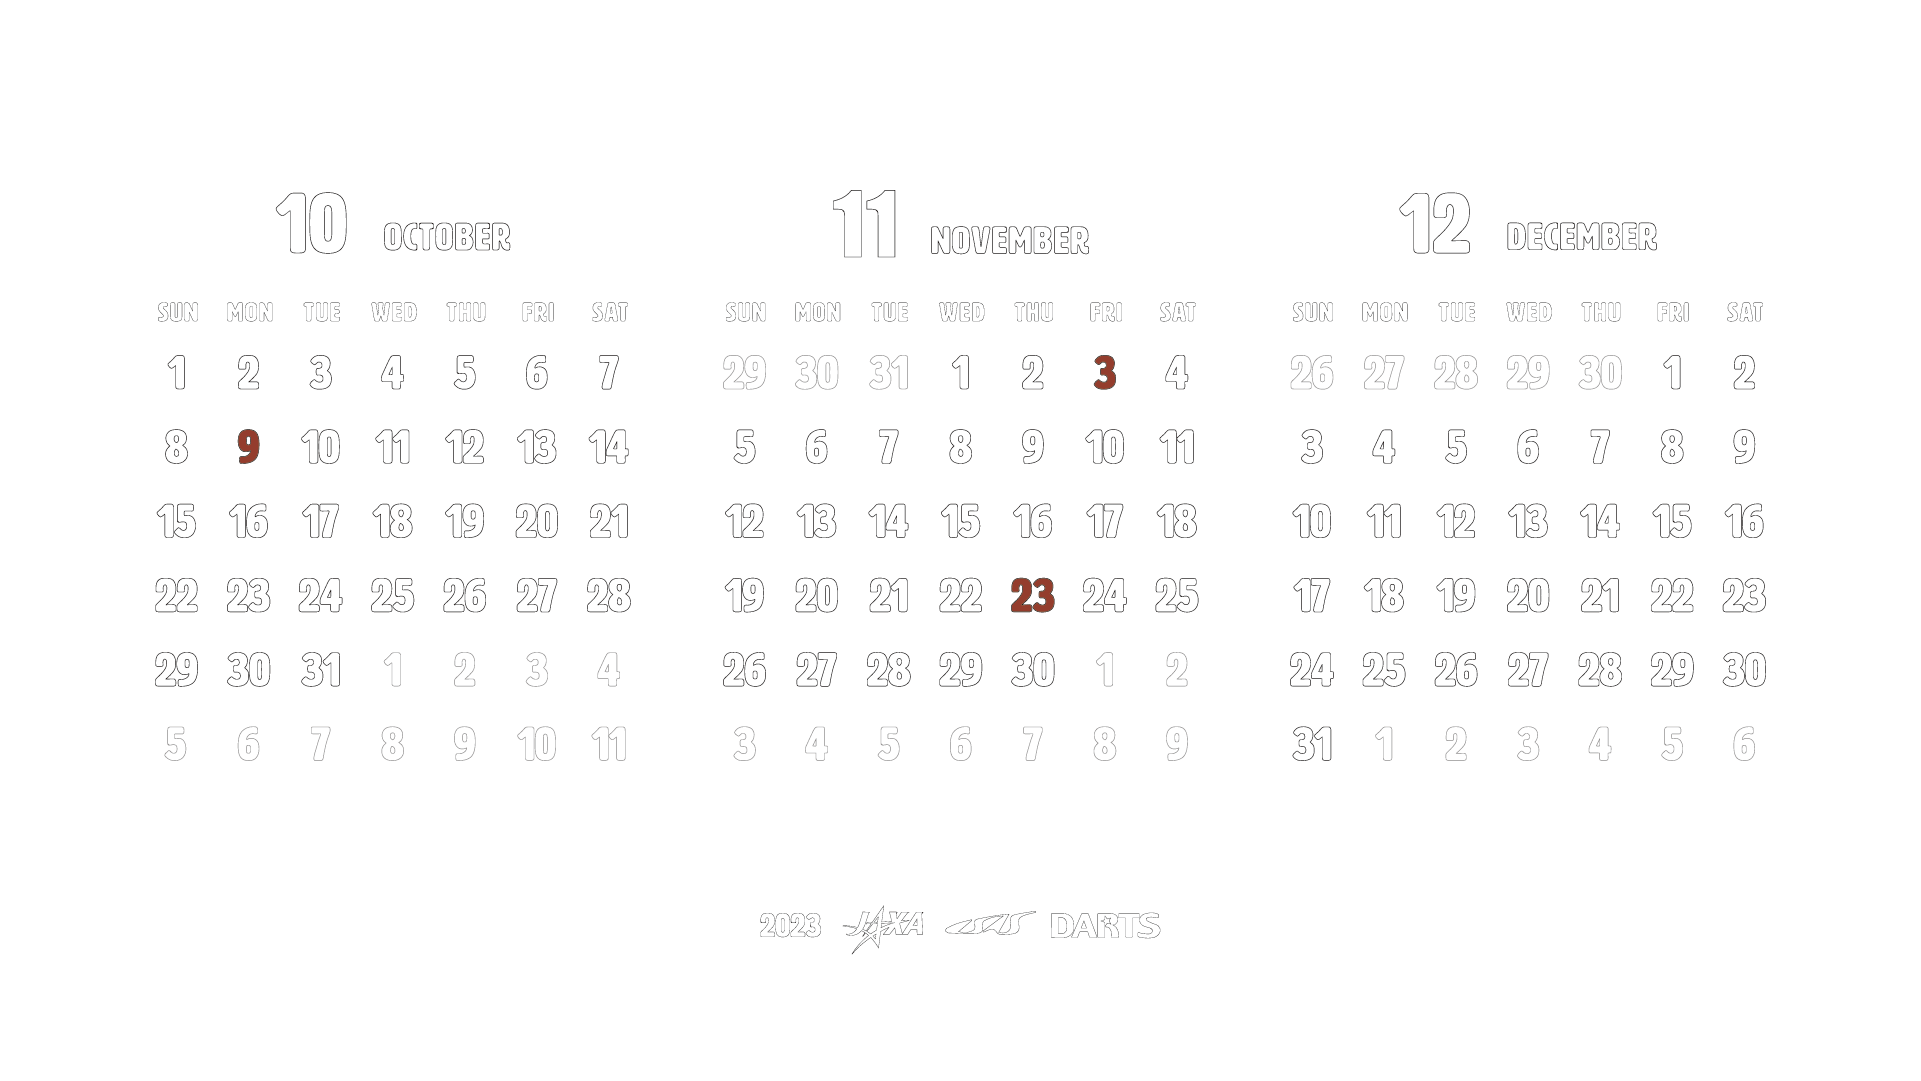 10 OCTOBER
SUN MON TUE WED THU FRI SAT
1 2 3 4 5 6 7
8 9 10 11 12 13 14
15 16 17 18 19 20 21
22 23 24 25 26 27 28
29 30 31 1 2 3 4
5 6 7 8 9 10 11
11 NOVEMBER
SUN MON TUE WED THU FRI SAT
29 30 31 1 2 3 4
5 6 7 8 9 10 11
12 13 14 15 16 17 18
19 20 21 22 23 24 25
26 27 28 29 30 1 2
3 4 5 6 7 8 9
12 DECEMBER
SUN MON TUE WED THU FRI SAT
26 27 28 29 30 1 2
3 4 5 6 7 8 9
10 11 12 13 14 15 16
17 18 19 20 21 22 23
24 25 26 27 28 29 30
31 1 2 3 4 5 6
2023 JAXA ISAS DARTS